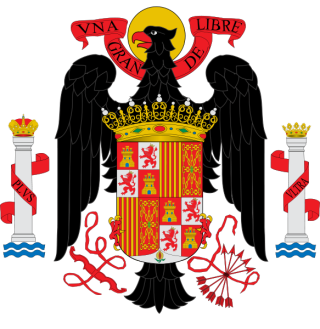 VNA
GRAN
DE
LIBRE
PLVS
VLTRA